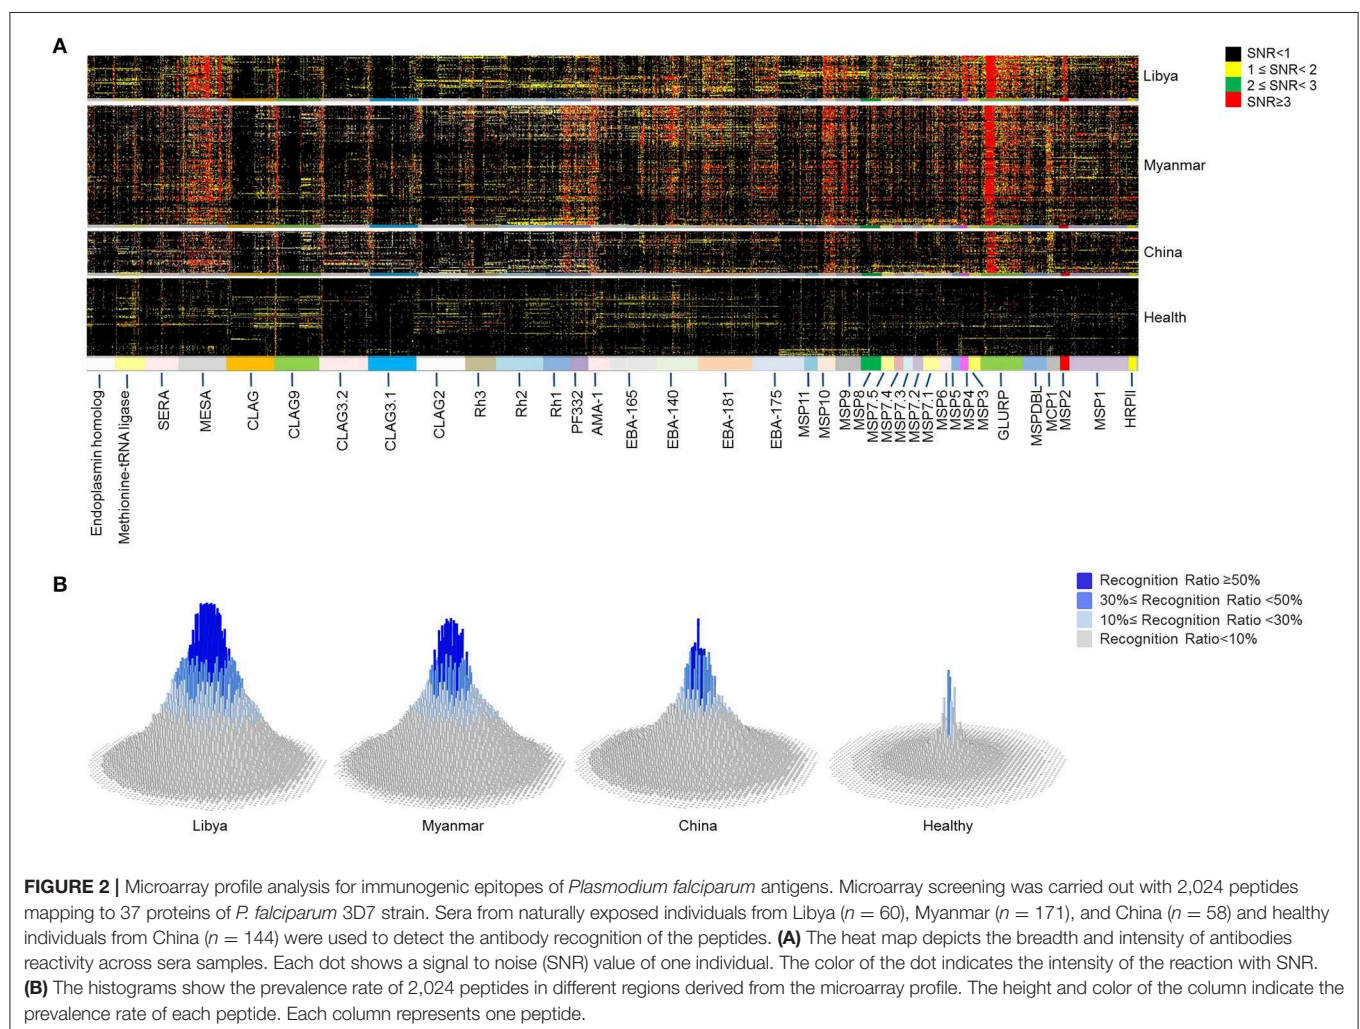 A
SNR<1
1 ≤ SNR< 2
2 ≤ SNR< 3
SNR≥3
Libya
Myanmar
China
Health
Endoplasmin homolog
Methionine-tRNA ligase
SERA
MESA
CLAG
CLAG9
CLAG3.2
CLAG3.1
CLAG2
Rh3
Rh2
Rh1
PF332
AMA-1
EBA-165
EBA-140
EBA-181
EBA-175
MSP11
MSP10
MSP9
MSP8
MSP7.5
MSP7.4
MSP7.3
MSP7.2
MSP7.1
MSP6
MSP5
MSP4
MSP3
GLURP
MSPDBL
MCP1
MSP2
MSP1
HRPII
B
Recognition Ratio ≥50%
30%≤ Recognition Ratio <50%
10%≤ Recognition Ratio <30%
Recognition Ratio<10%
Libya
Myanmar
China
Healthy
FIGURE 2 | Microarray profile analysis for immunogenic epitopes of Plasmodium falciparum antigens. Microarray screening was carried out with 2,024 peptides
mapping to 37 proteins of P. falciparum 3D7 strain. Sera from naturally exposed individuals from Libya (n = 60), Myanmar (n = 171), and China (n = 58) and healthy
individuals from China (n = 144) were used to detect the antibody recognition of the peptides. (A) The heat map depicts the breadth and intensity of antibodies
reactivity across sera samples. Each dot shows a signal to noise (SNR) value of one individual. The color of the dot indicates the intensity of the reaction with SNR.
(B) The histograms show the prevalence rate of 2,024 peptides in different regions derived from the microarray profile. The height and color of the column indicate the
prevalence rate of each peptide. Each column represents one peptide.